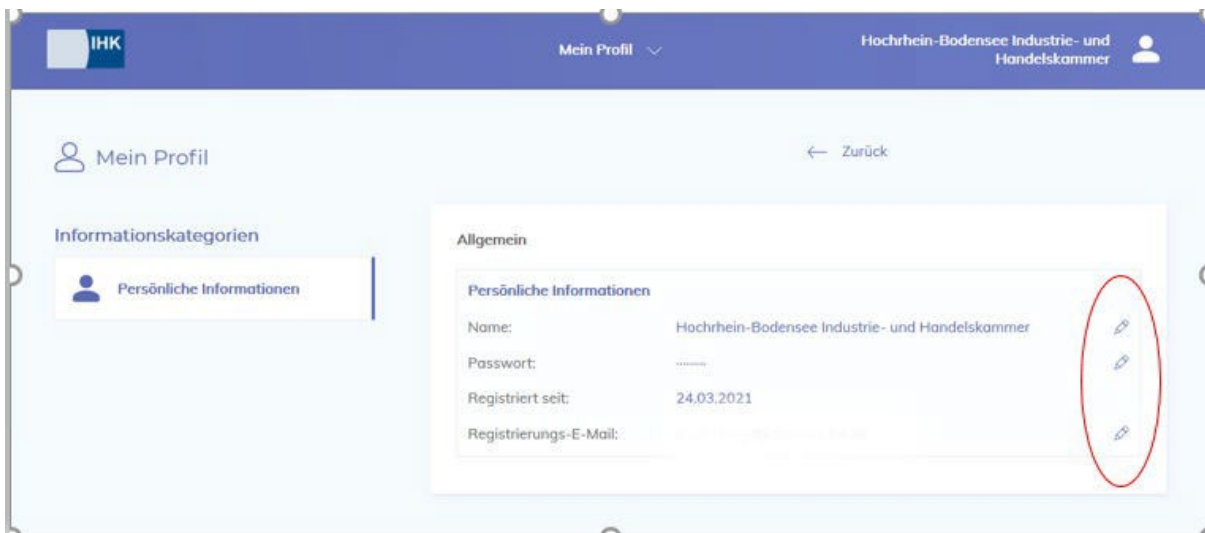 IHK
Mein Profil
Hochrhein-Bodensee Industrie- und
Handelskammer
Mein Profil
Zurück
Informationskategorien
Persönliche Informationen
Allgemein
Persönliche Informationen
Name: Hochrhein-Bodensee Industrie- und Handelskammer
Passwort: ........
Registriert seit: 24.03.2021
Registrierungs-E-Mail: